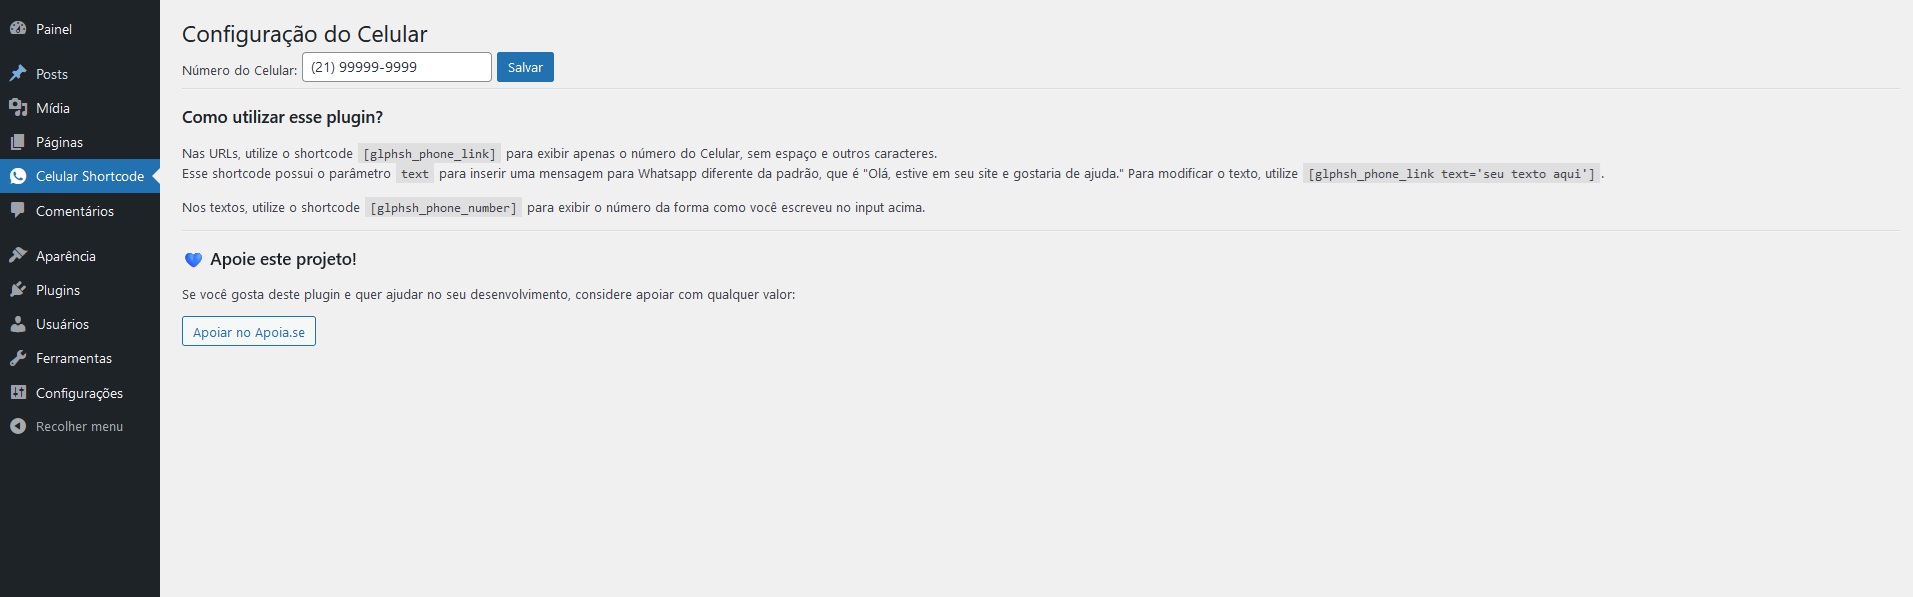 Painel
Posts
Mídia
Páginas
Celular Shortcode
Comentários
Aparência
Plugins
Usuários
Ferramentas
Configurações
Recolher menu
Configuração do Celular
Número do Celular: (21) 99999-9999 Salvar
Como utilizar esse plugin?
Nas URLs, utilize o shortcode [glphsh_phone_link] para exibir apenas o número do Celular, sem espaço e outros caracteres.
Esse shortcode possui o parâmetro text para inserir uma mensagem para Whatsapp diferente da padrão, que é "Olá, estive em seu site e gostaria de ajuda." Para modificar o texto, utilize [glphsh_phone_link text='seu texto aqui'].
Nos textos, utilize o shortcode [glphsh_phone_number] para exibir o número da forma como você escreveu no input acima.
Apoie este projeto!
Se você gosta deste plugin e quer ajudar no seu desenvolvimento, considere apoiar com qualquer valor:
Apoiar no Apoia.se